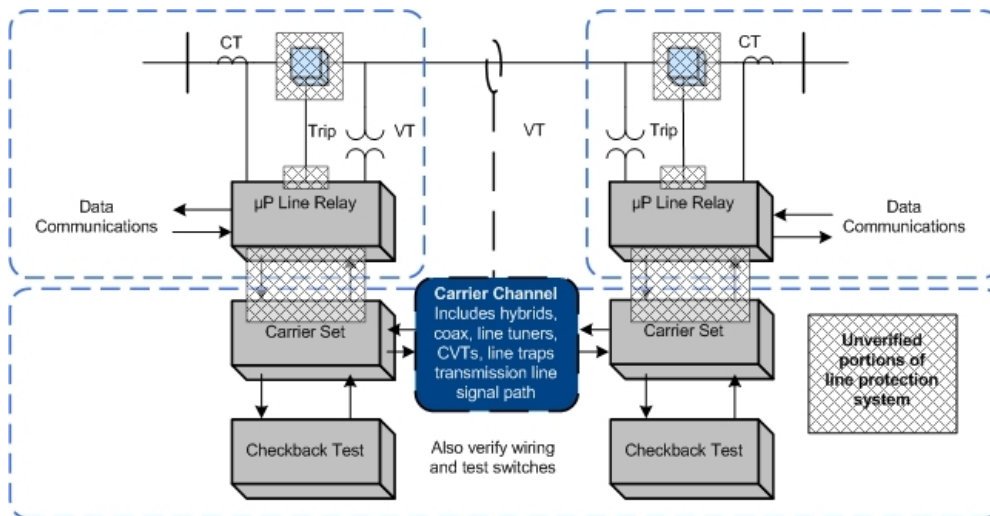 CT
CT
Trip
VT
VT
Trip
µP Line Relay
µP Line Relay
Data
Communications
Data
Communications
Carrier Channel
Includes hybrids,
coax, line tuners,
CVTs, line traps
transmission line
signal path
Carrier Set
Carrier Set
Unverified
portions of
line protection
system
Checkback Test
Also verify wiring
and test switches
Checkback Test